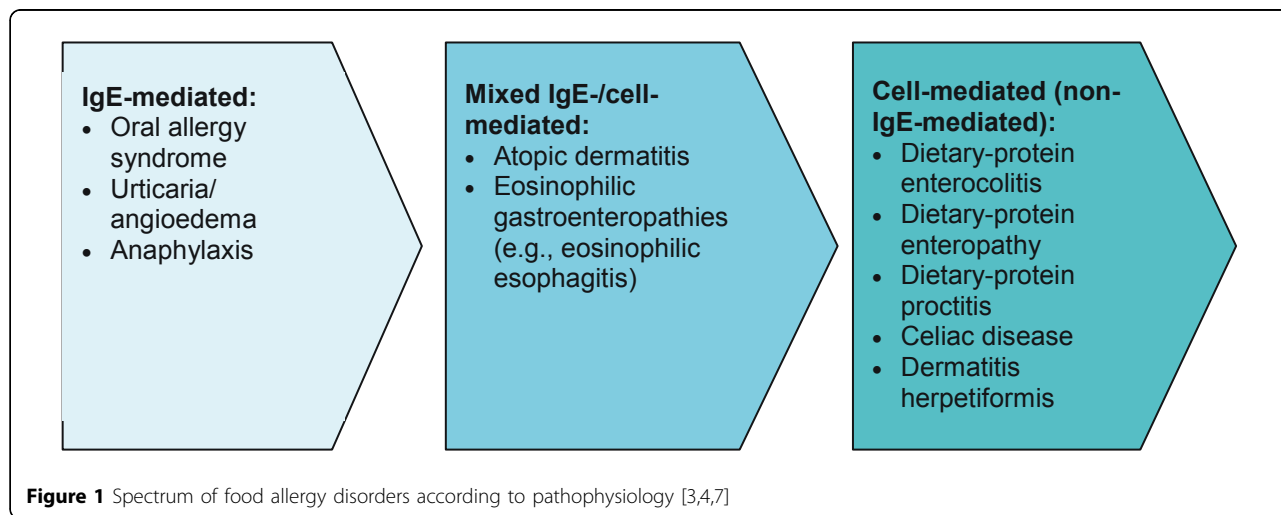 IgE-mediated:
• Oral allergy
syndrome
• Urticaria/
angioedema
• Anaphylaxis
Mixed IgE-/cell-
mediated:
• Atopic dermatitis
• Eosinophilic
gastroenteropathies
(e.g., eosinophilic
esophagitis)
Cell-mediated (non-
IgE-mediated):
• Dietary-protein
enterocolitis
• Dietary-protein
enteropathy
• Dietary-protein
proctitis
• Celiac disease
• Dermatitis
herpetiformis
Figure 1 Spectrum of food allergy disorders according to pathophysiology [3,4,7]